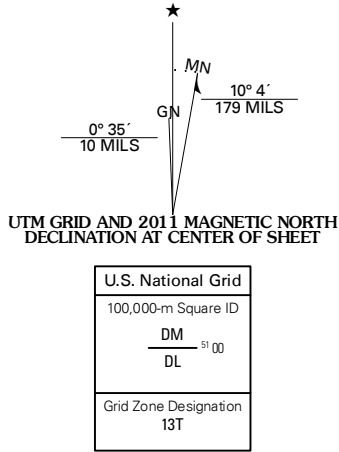 ★
MN
GN
10° 4´
179 MILS
0° 35´
10 MILS
UTM GRID AND 2011 MAGNETIC NORTH
DECLINATION AT CENTER OF SHEET
U.S. National Grid
100,000-m Square ID
DM
51 00
DL
Grid Zone Designation
13T